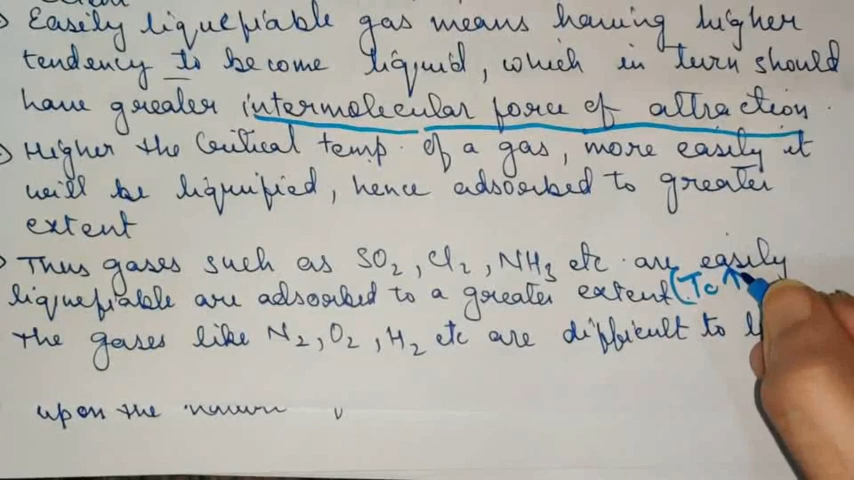 Easily liquefiable gas means having higher
tendency to become liquid, which in turn should
have greater intermolecular force of attraction.
Higher the Critical temp. of a gas, more easily it
will be liquified, hence adsorbed to greater
extent
Thus gases such as SO2, Cl2, NH3 etc. are easily
liquefiable are adsorbed to a greater extent (Tc ↑
The gases like N2, O2, H2 etc are difficult to
upon the